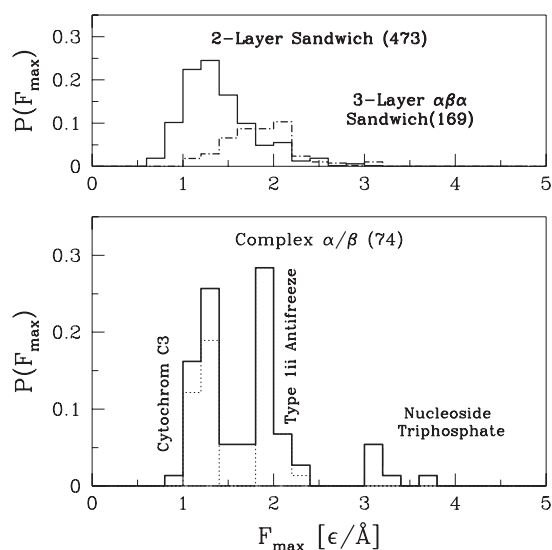 0.3
0.2
0.1
0
P(F_max)
2-Layer Sandwich (473)
3-Layer αβα
Sandwich(169)
0 1 2 3 4 5
0.3
0.2
0.1
0
P(F_max)
Complex α/β (74)
Cytochrom C3
Type 1ii Antifreeze
Nucleoside
Triphosphate
0 1 2 3 4 5
F_max [ϵ/Å]